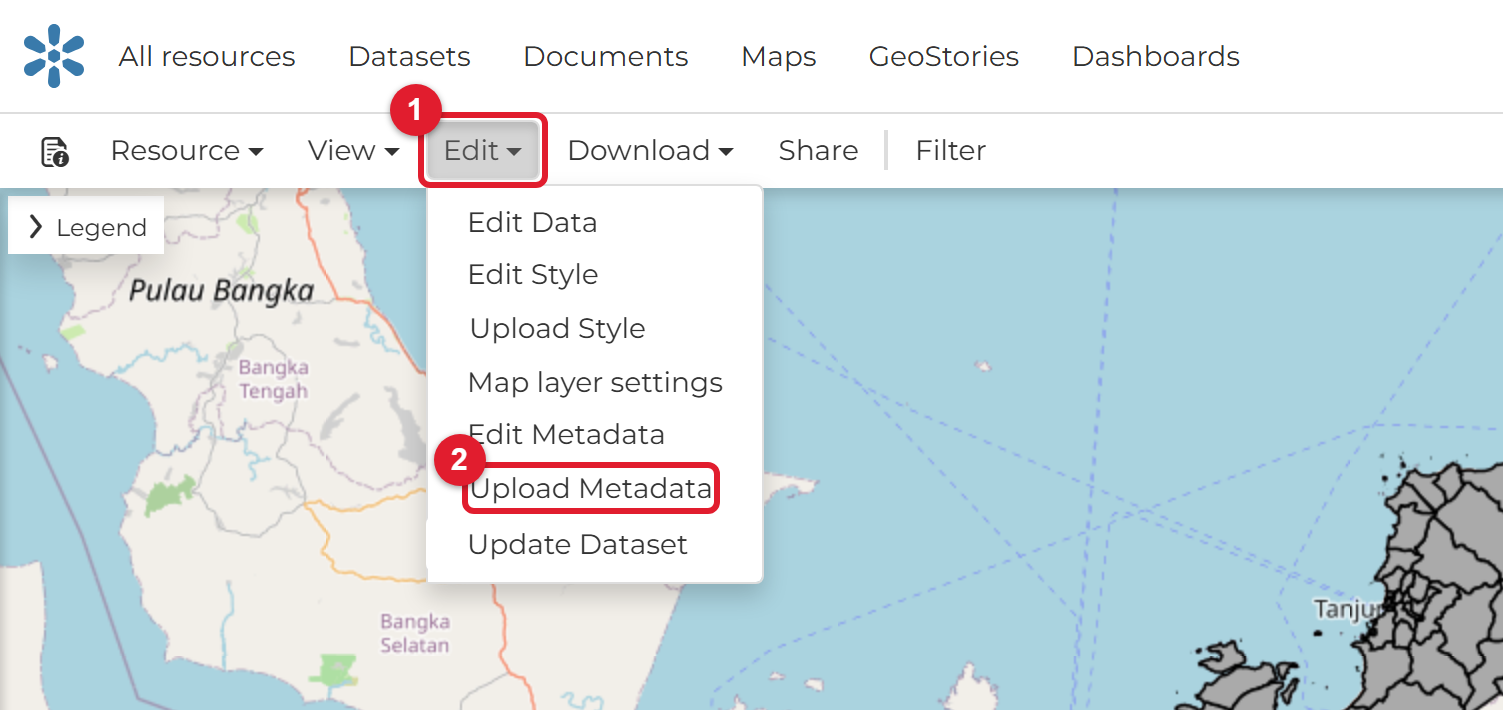 All resources Datasets Documents Maps GeoStories Dashboards
1
Resource View Edit Download Share Filter
Legend
Edit Data
Edit Style
Upload Style
Map layer settings
Edit Metadata
2
Upload Metadata
Update Dataset
Pulau Bangka
Bangka
Tengah
Bangka
Selatan